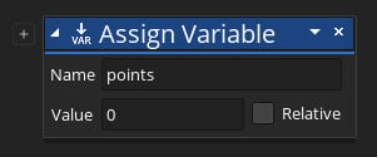 VAR Assign Variable
Name points
Value 0 Relative